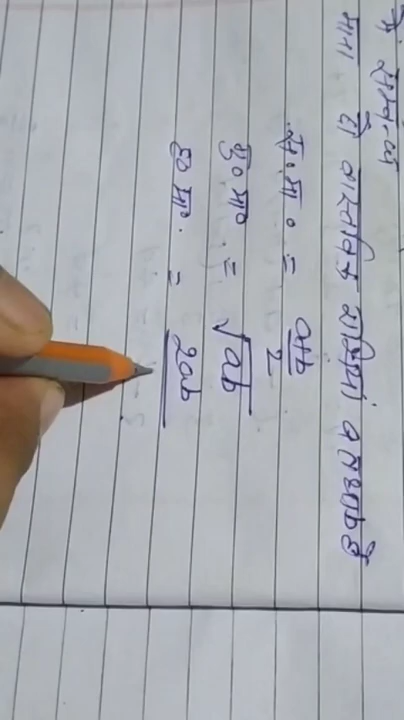 में सम्बन्ध
माना दो वास्तविक राशियां a तथा b हैं
स॰मा॰ = a+b/2
गु॰मा॰ = √ab
ह॰मा॰ = 2ab